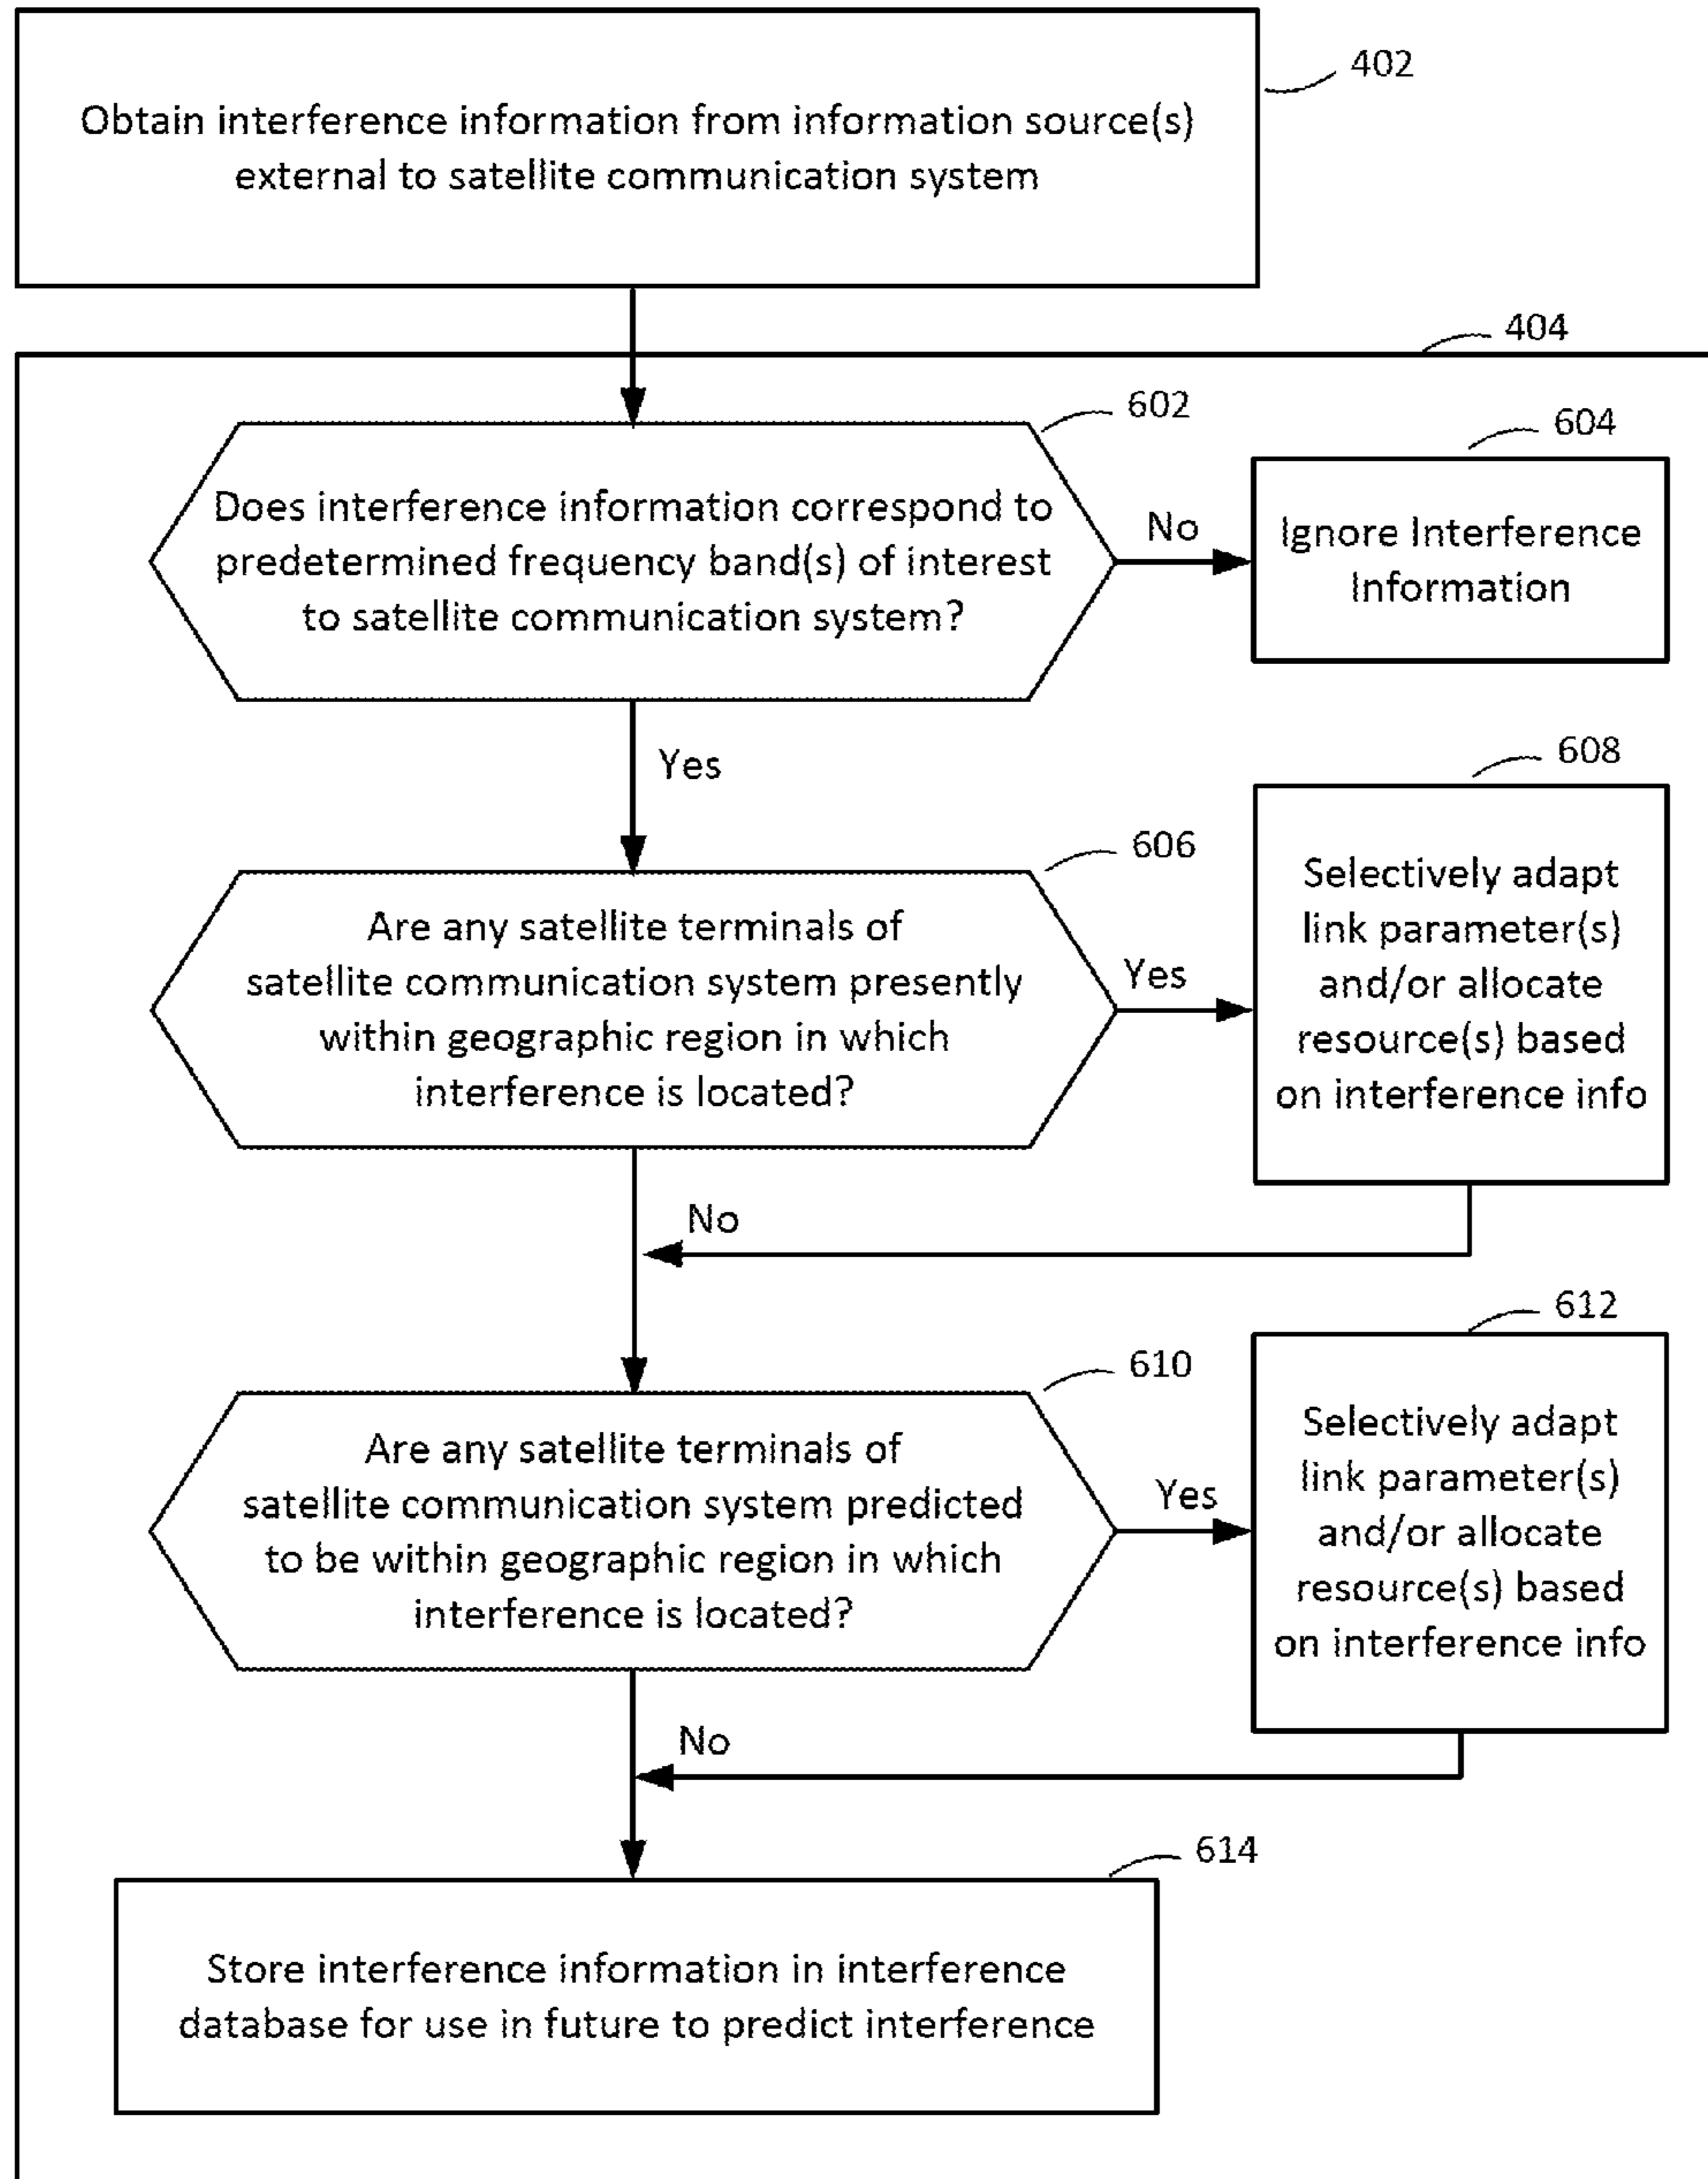 402
Obtain interference information from information source(s)
external to satellite communication system
404
602
Does interference information correspond to
predetermined frequency band(s) of interest
to satellite communication system?
No
604
Ignore Interference
Information
Yes
606
Are any satellite terminals of
satellite communication system presently
within geographic region in which
interference is located?
Yes
608
Selectively adapt
link parameter(s)
and/or allocate
resource(s) based
on interference info
No
610
Are any satellite terminals of
satellite communication system predicted
to be within geographic region in which
interference is located?
Yes
612
Selectively adapt
link parameter(s)
and/or allocate
resource(s) based
on interference info
No
614
Store interference information in interference
database for use in future to predict interference